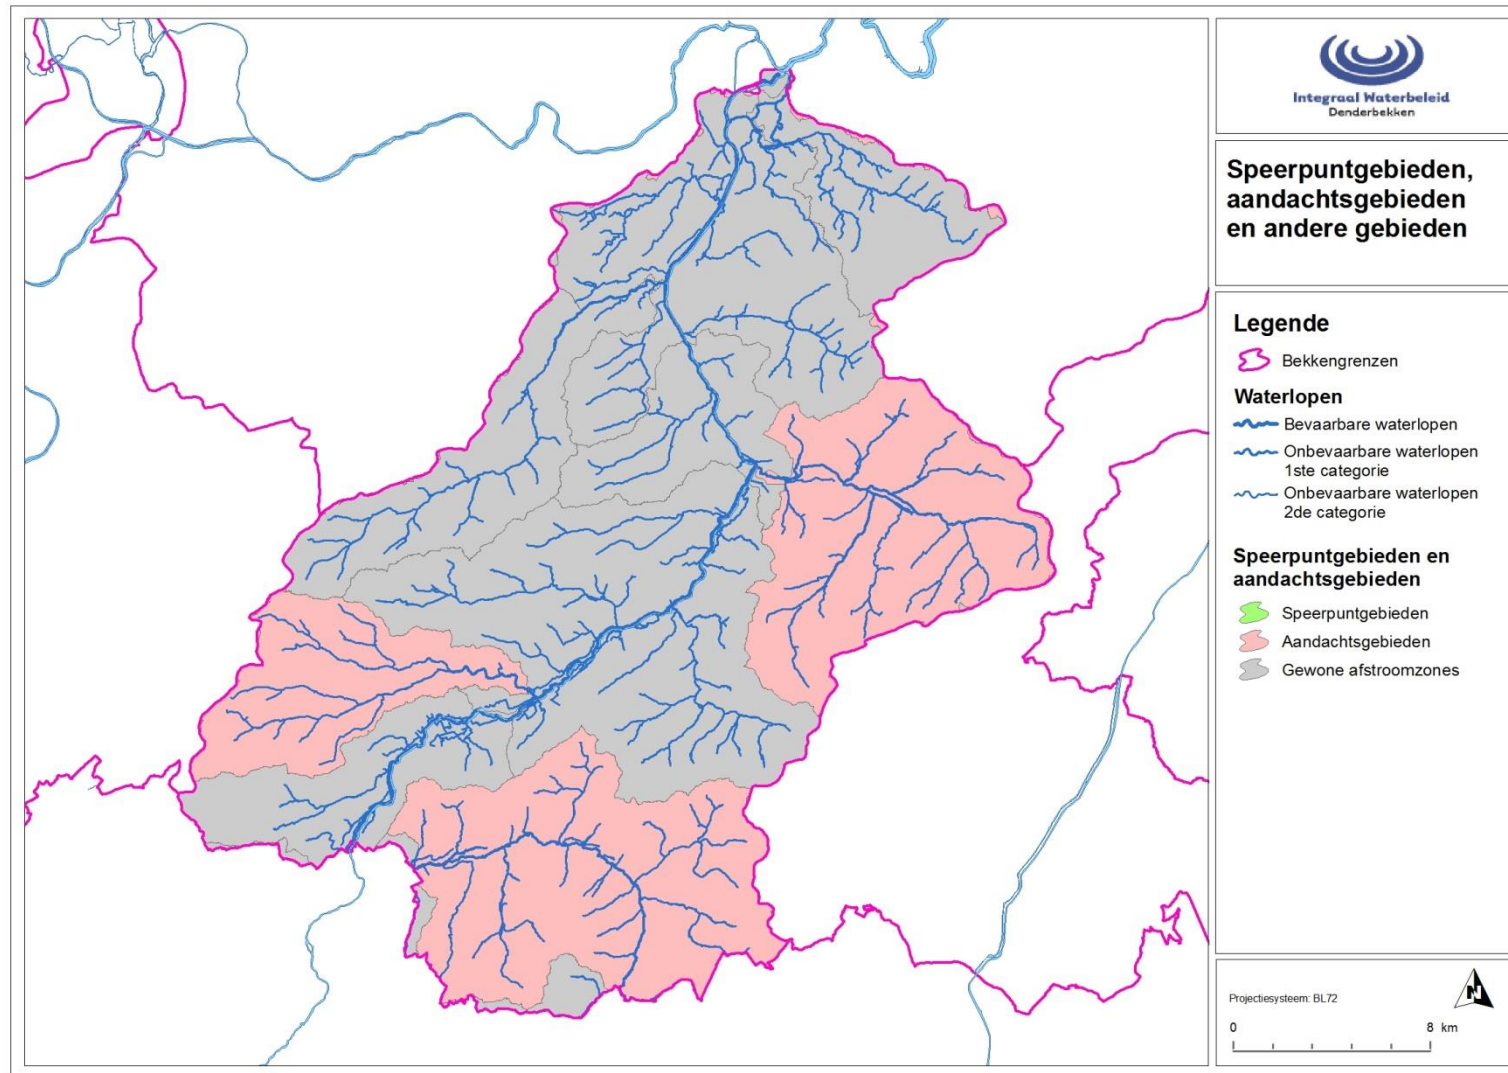 Integraal Waterbeleid
Denderbekken
Speerpuntgebieden,
aandachtsgebieden
en andere gebieden
Legende
Bekkengrenzen
Waterlopen
Bevaarbare waterlopen
Onbevaarbare waterlopen
1ste categorie
Onbevaarbare waterlopen
2de categorie
Speerpuntgebieden en
aandachtsgebieden
Speerpuntgebieden
Aandachtsgebieden
Gewone afstroomzones
Projectiesysteem: BL72
N
0 8 km